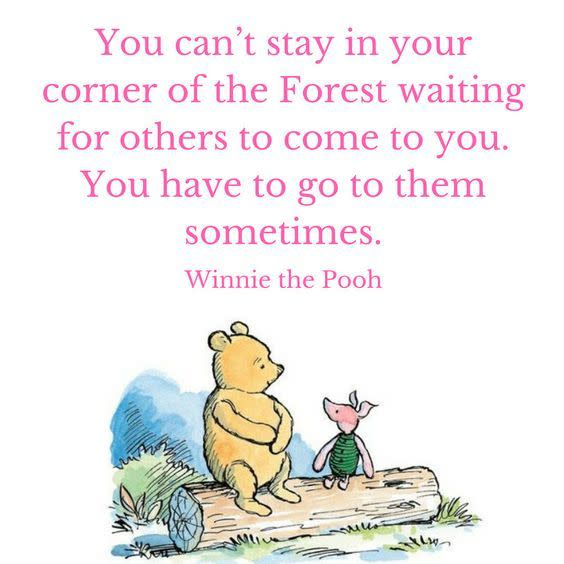 You can’t stay in your
corner of the Forest waiting
for others to come to you.
You have to go to them
sometimes.
Winnie the Pooh